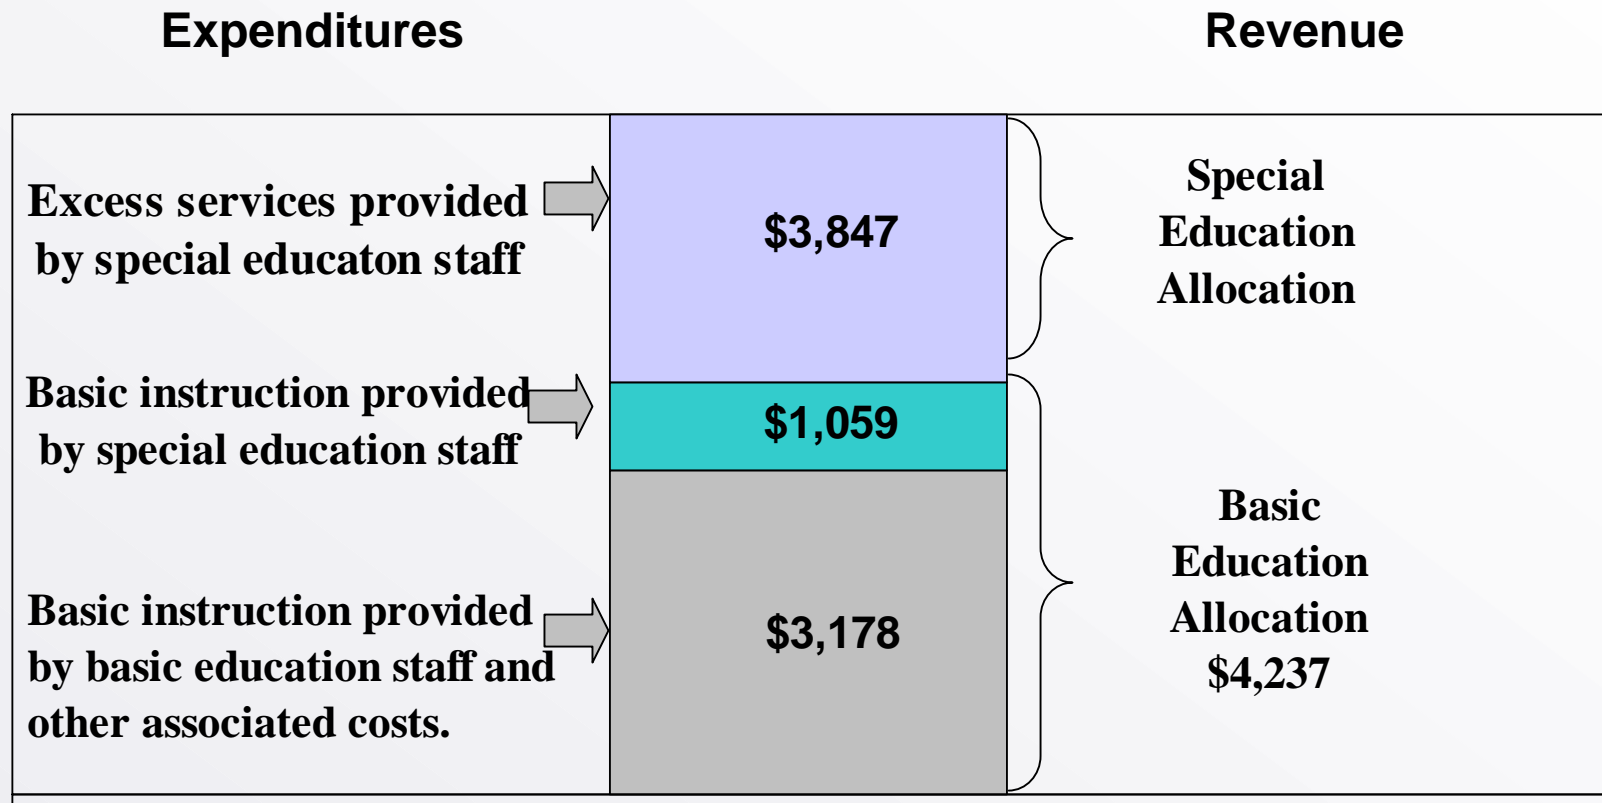 Expenditures
Revenue
Excess services provided
by special educaton staff
$3,847
Special
Education
Allocation
Basic instruction provided
by special education staff
$1,059
Basic instruction provided
by basic education staff and
other associated costs.
$3,178
Basic
Education
Allocation
$4,237